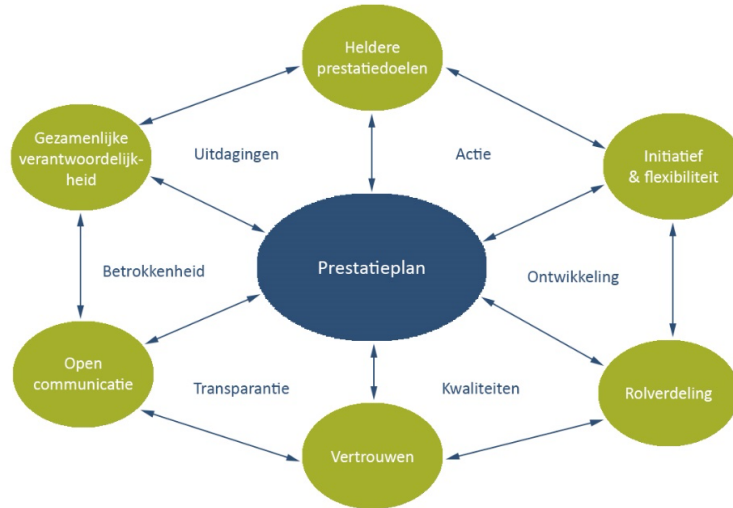 Heldere
prestatiedoelen
Gezamenlijke
verantwoordelijk-
heid
Uitdagingen
Actie
Initiatief
& flexibiliteit
Prestatieplan
Betrokkenheid
Ontwikkeling
Open
communicatie
Transparantie
Kwaliteiten
Rolverdeling
Vertrouwen